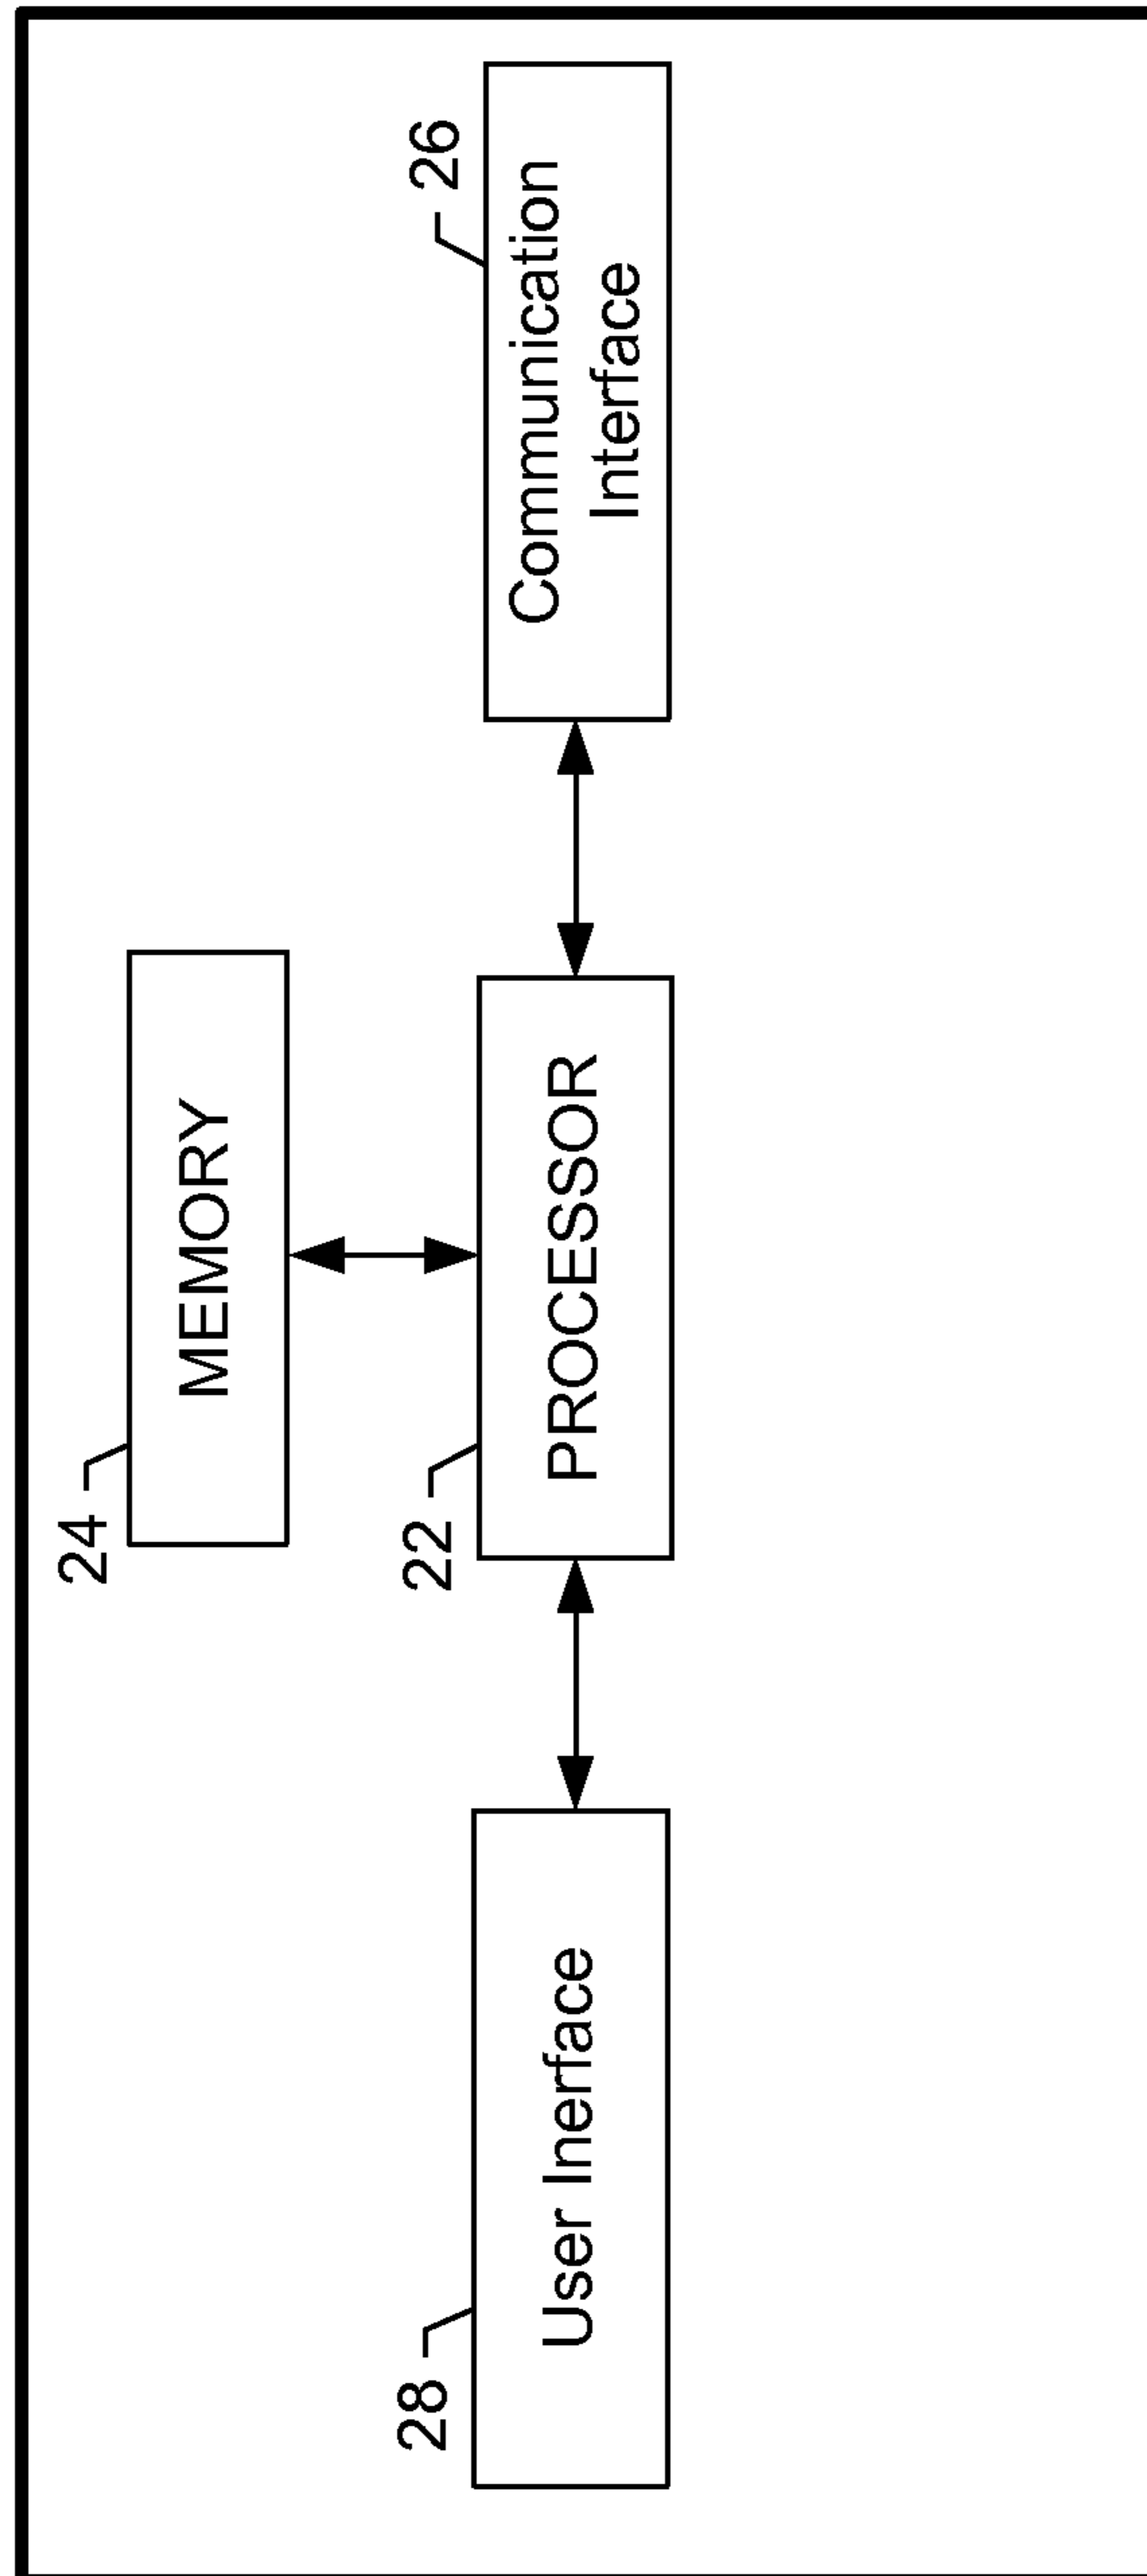 24
MEMORY
28
User Inerface
22
PROCESSOR
26
Communication
Interface